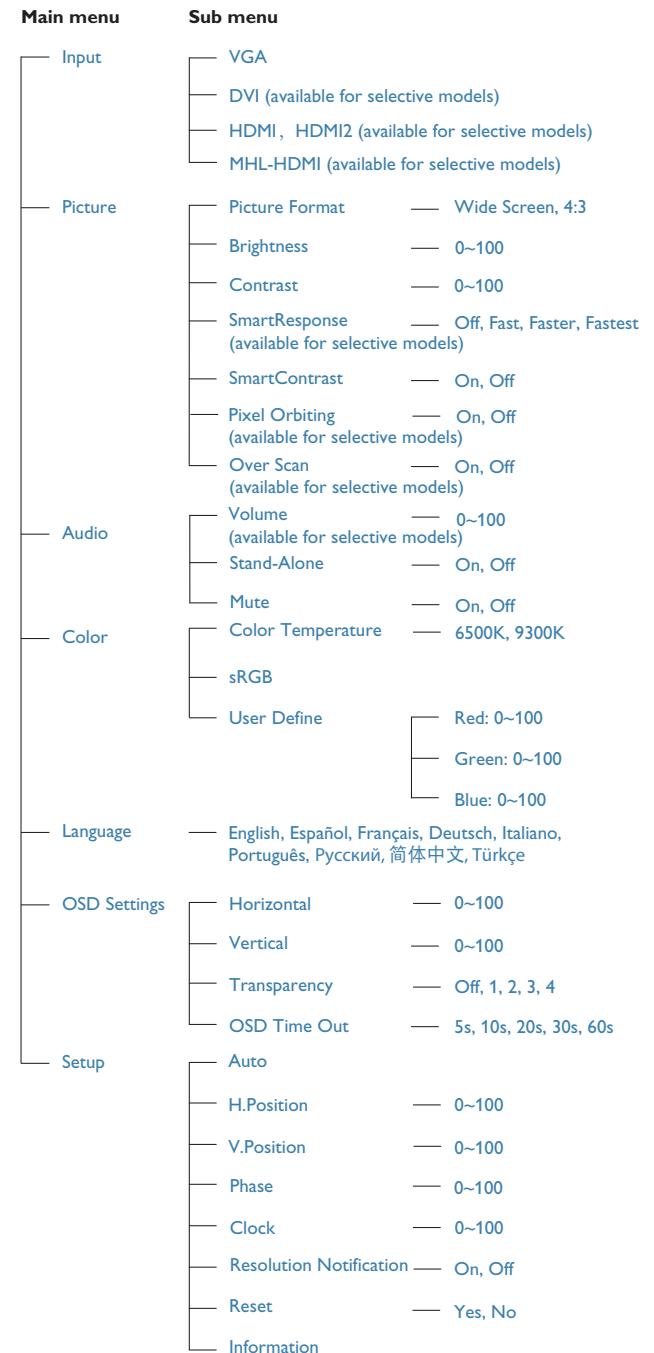 Main menu Sub menu
Input VGA
DVI (available for selective models)
HDMI，HDMI2 (available for selective models)
MHL-HDMI (available for selective models)
Picture Picture Format Wide Screen, 4:3
Brightness 0~100
Contrast 0~100
SmartResponse Off, Fast, Faster, Fastest
(available for selective models)
SmartContrast On, Off
Pixel Orbiting On, Off
(available for selective models)
Over Scan On, Off
(available for selective models)
Volume 0~100
Audio (available for selective models)
Stand-Alone On, Off
Mute On, Off
Color Color Temperature 6500K, 9300K
sRGB
User Define Red: 0~100
Green: 0~100
Blue: 0~100
Language English, Español, Français, Deutsch, Italiano,
Português, Русский, 简体中文, Türkçe
OSD Settings Horizontal 0~100
Vertical 0~100
Transparency Off, 1, 2, 3, 4
OSD Time Out 5s, 10s, 20s, 30s, 60s
Setup Auto
H.Position 0~100
V.Position 0~100
Phase 0~100
Clock 0~100
Resolution Notification On, Off
Reset Yes, No
Information